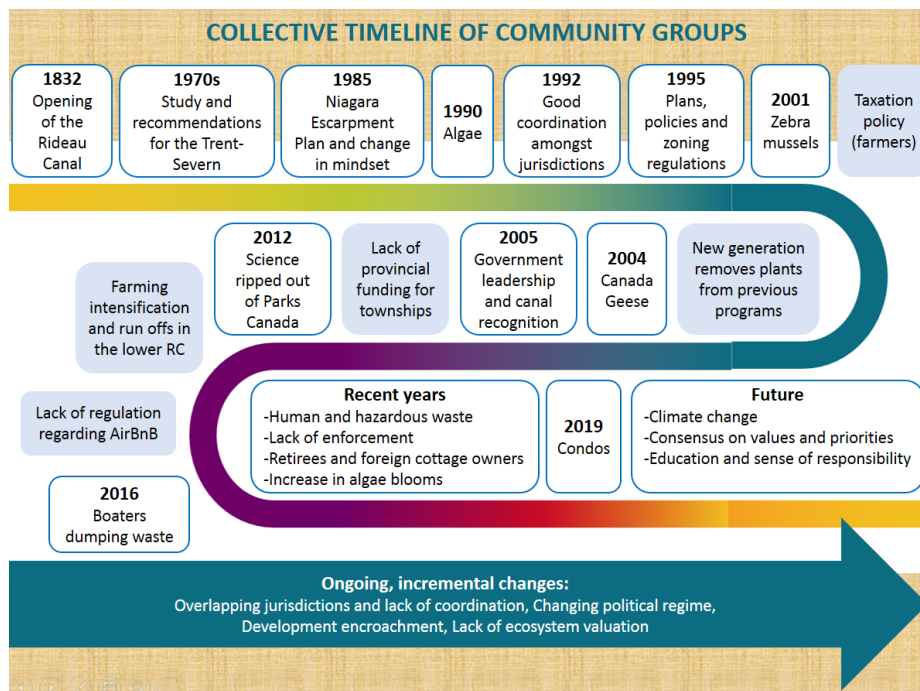 COLLECTIVE TIMELINE OF COMMUNITY GROUPS
1832
Opening
of the
Rideau
Canal
1970s
Study and
recommendations
for the Trent-
Severn
1985
Niagara
Escarpment
Plan and change
in mindset
1990
Algae
1992
Good
coordination
amongst
jurisdictions
1995
Plans,
policies and
zoning
regulations
2001
Zebra
mussels
Taxation
policy
(farmers)
New generation
removes plants
from previous
programs
2004
Canada
Geese
2005
Government
leadership
and canal
recognition
Lack of
provincial
funding for
townships
2012
Science
ripped out
of Parks
Canada
Farming
intensification
and run offs in
the lower RC
Lack of regulation
regarding AirBnB
2016
Boaters
dumping waste
Recent years
-Human and hazardous waste
-Lack of enforcement
-Retirees and foreign cottage owners
-Increase in algae blooms
2019
Condos
Future
-Climate change
-Consensus on values and priorities
-Education and sense of responsibility
Ongoing, incremental changes:
Overlapping jurisdictions and lack of coordination, Changing political regime,
Development encroachment, Lack of ecosystem valuation